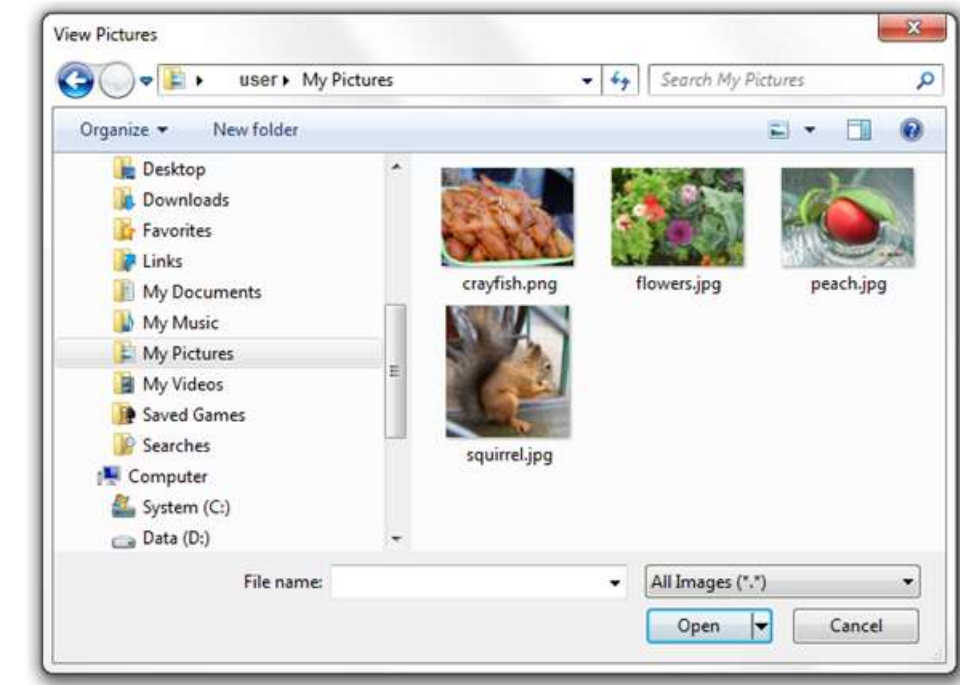 View Pictures
user ▸ My Pictures
Search My Pictures
Organize
New folder
Desktop
Downloads
Favorites
Links
My Documents
My Music
My Pictures
My Videos
Saved Games
Searches
Computer
System (C:)
Data (D:)
crayfish.png
flowers.jpg
peach.jpg
squirrel.jpg
File name:
All Images (*.*)
Open
Cancel